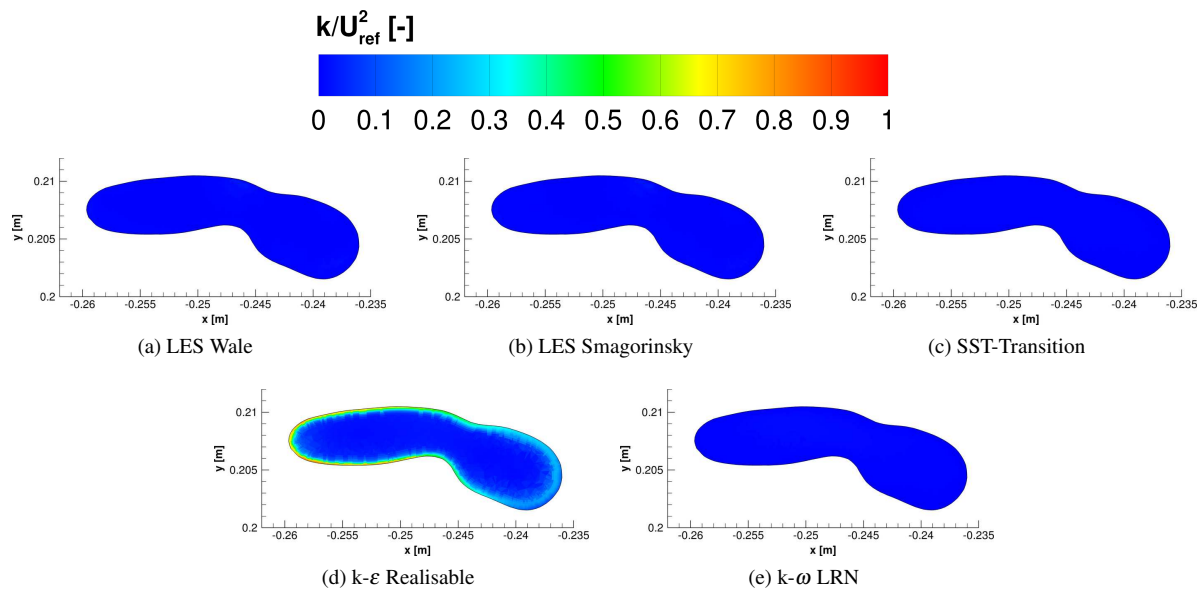 k/U²ref [-]
0 0.1 0.2 0.3 0.4 0.5 0.6 0.7 0.8 0.9 1
0.21
0.205
0.2
y [m]
-0.26 -0.255 -0.25 -0.245 -0.24 -0.235
x [m]
(a) LES Wale
0.21
0.205
0.2
y [m]
-0.26 -0.255 -0.25 -0.245 -0.24 -0.235
x [m]
(b) LES Smagorinsky
0.21
0.205
0.2
y [m]
-0.26 -0.255 -0.25 -0.245 -0.24 -0.235
x [m]
(c) SST-Transition
0.21
0.205
0.2
y [m]
-0.26 -0.255 -0.25 -0.245 -0.24 -0.235
x [m]
(d) k-ε Realisable
0.21
0.205
0.2
y [m]
-0.26 -0.255 -0.25 -0.245 -0.24 -0.235
x [m]
(e) k-ω LRN